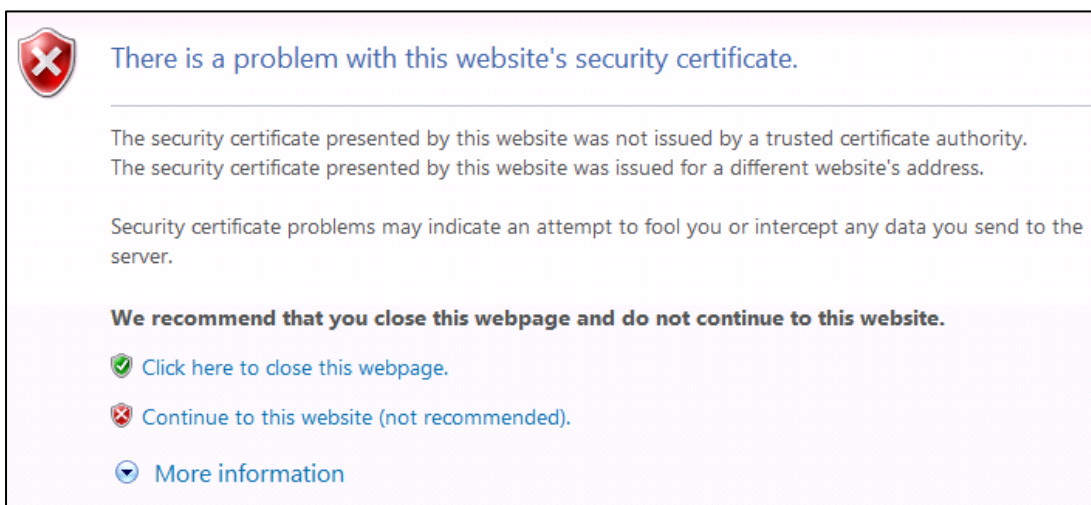 There is a problem with this website's security certificate.
The security certificate presented by this website was not issued by a trusted certificate authority.
The security certificate presented by this website was issued for a different website's address.
Security certificate problems may indicate an attempt to fool you or intercept any data you send to the
server.
We recommend that you close this webpage and do not continue to this website.
Click here to close this webpage.
Continue to this website (not recommended).
More information